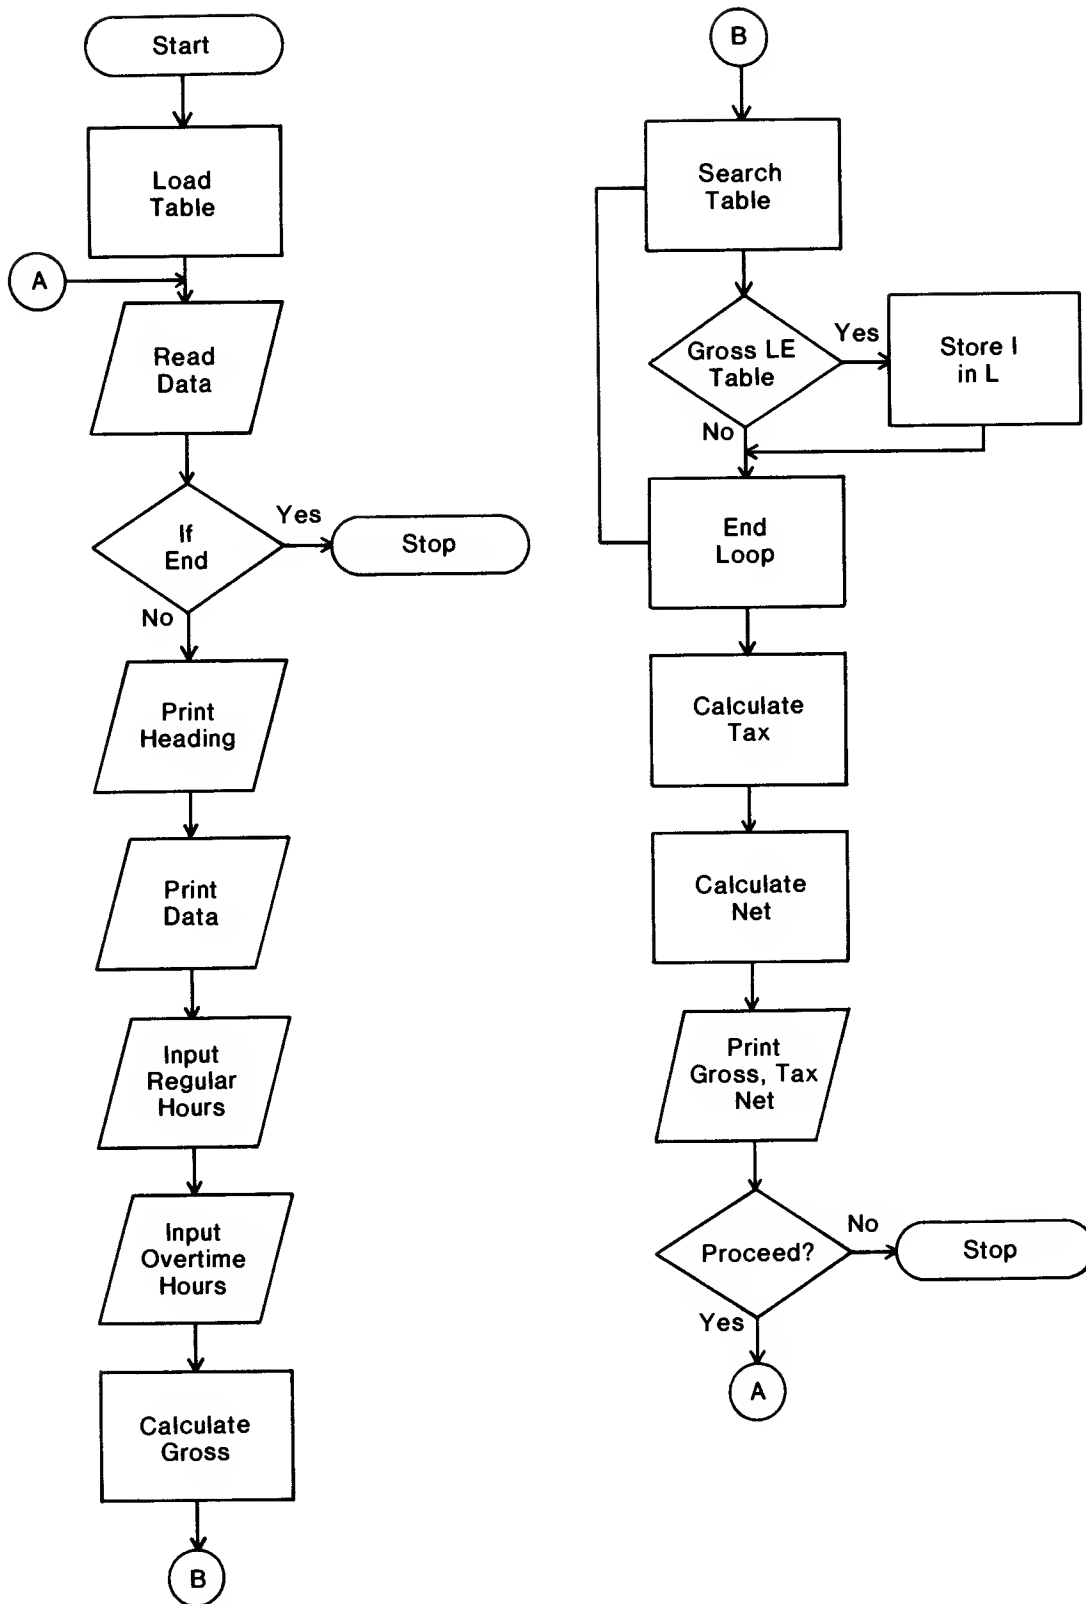 Start
Load
Table
A
Read
Data
If
End
Yes
Stop
No
Print
Heading
Print
Data
Input
Regular
Hours
Input
Overtime
Hours
Calculate
Gross
B
B
Search
Table
Gross LE
Table
Yes
Store I
in L
No
End
Loop
Calculate
Tax
Calculate
Net
Print
Gross, Tax
Net
Proceed?
No
Stop
Yes
A